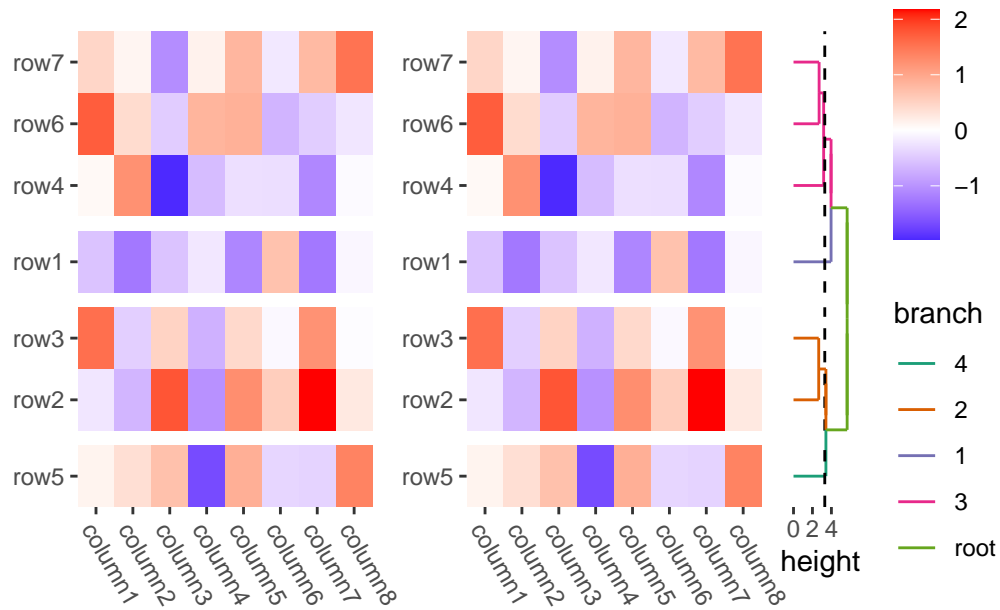 row7
row6
row4
row1
row3
row2
row5
column1
column2
column3
column4
column5
column6
column7
column8
row7
row6
row4
row1
row3
row2
row5
column1
column2
column3
column4
column5
column6
column7
column8
0 2 4
height
2
1
0
−1
branch
4
2
1
3
root